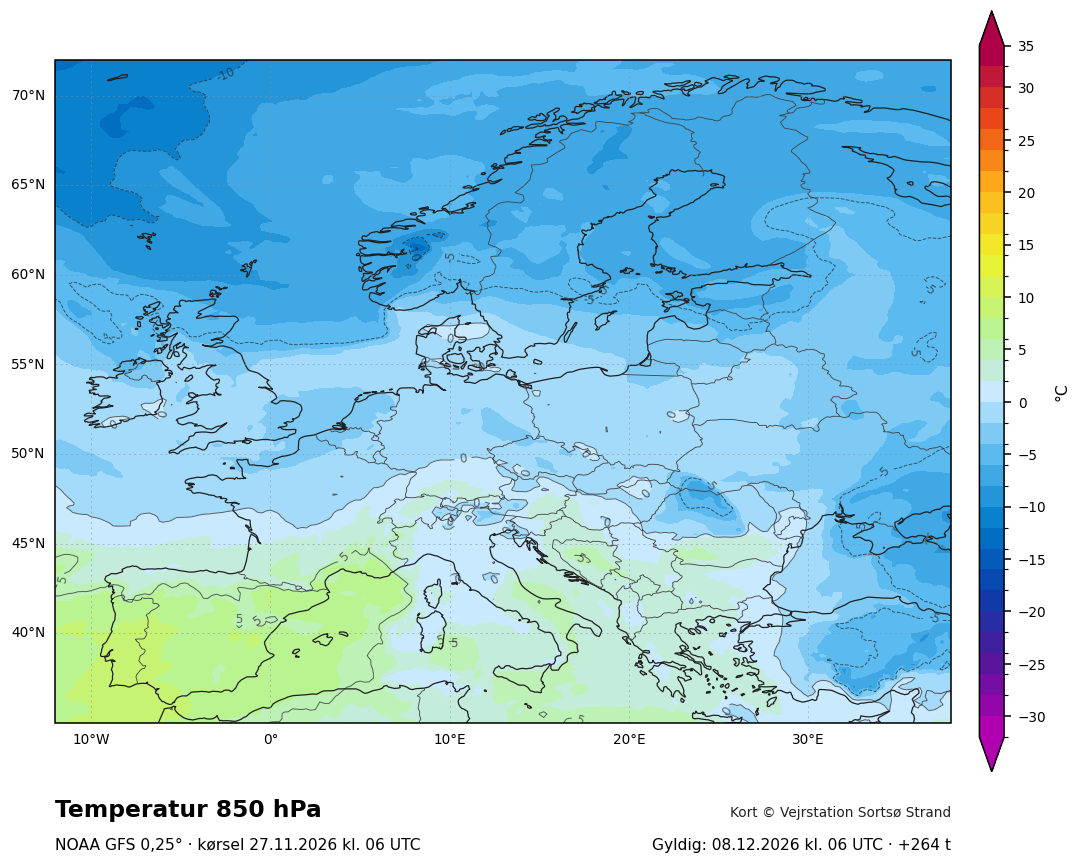 70°N
65°N
60°N
55°N
50°N
45°N
40°N
10°W
0°
10°E
20°E
30°E
35
30
25
20
15
10
5
0
−5
−10
−15
−20
−25
−30
°C
Temperatur 850 hPa
Kort © Vejrstation Sortsø Strand
NOAA GFS 0,25° · kørsel 27.11.2026 kl. 06 UTC
Gyldig: 08.12.2026 kl. 06 UTC · +264 t